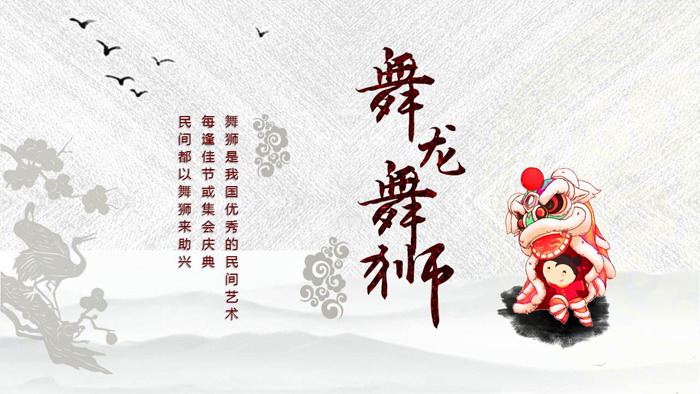 舞龙舞狮
舞狮是我国优秀的民间艺术
每逢佳节或集会庆典
民间都以舞狮来助兴